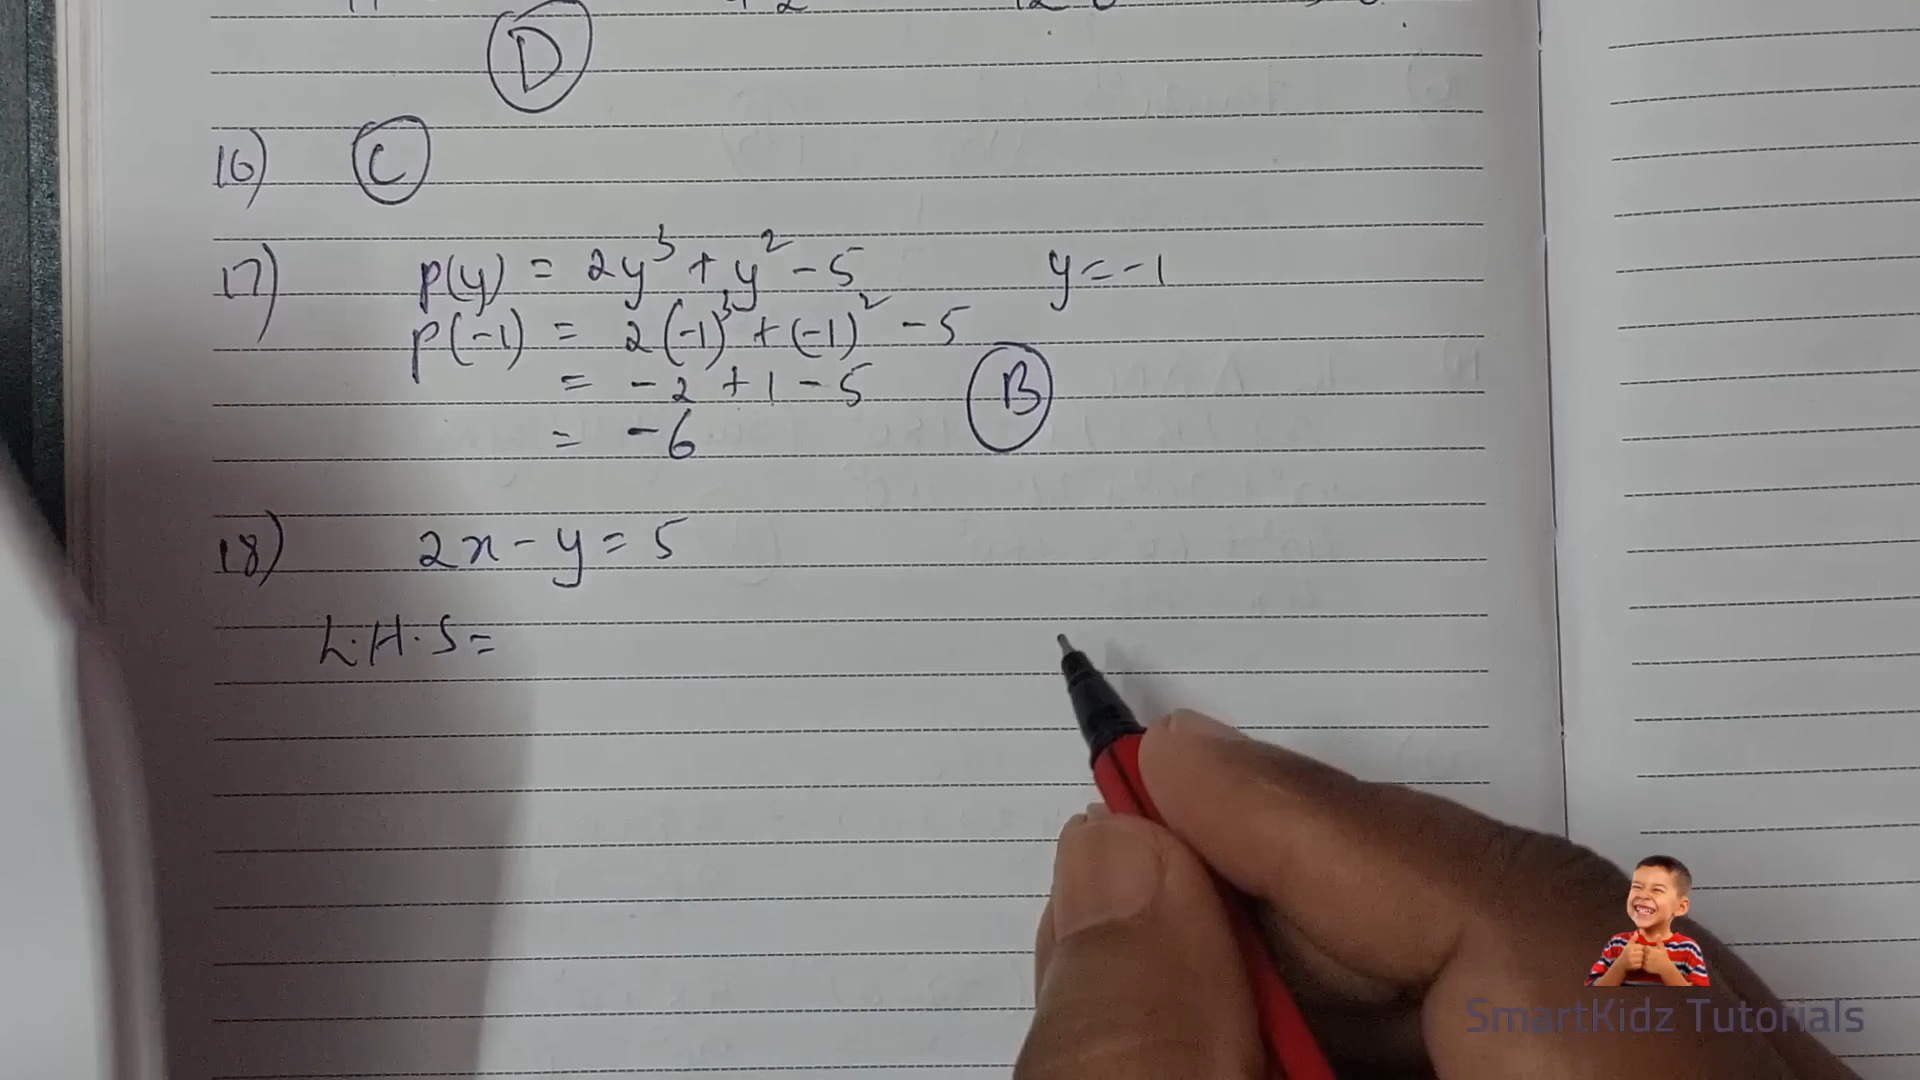 D
16) C
17) p(y) = 2y³ + y² - 5 y = -1
p(-1) = 2(-1)³ + (-1)² - 5
= -2 + 1 - 5 B
= -6
18) 2x - y = 5
L.H.S =
SmartKidz Tutorials